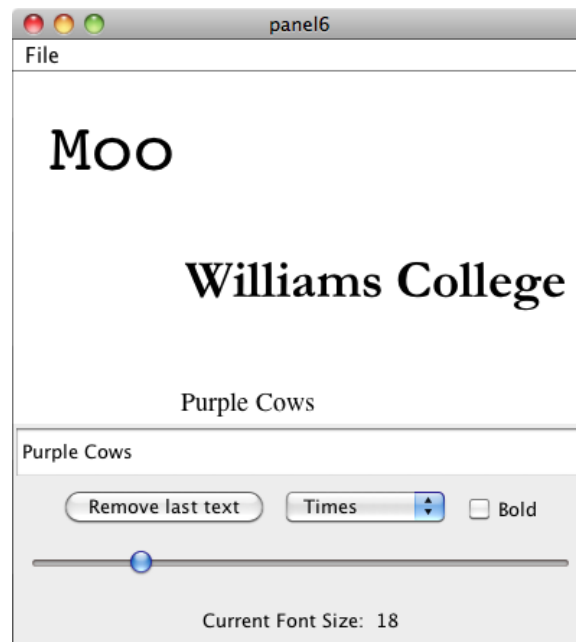 panel6
File
Moo
Williams College
Purple Cows
Purple Cows
Remove last text Times Bold
Current Font Size: 18